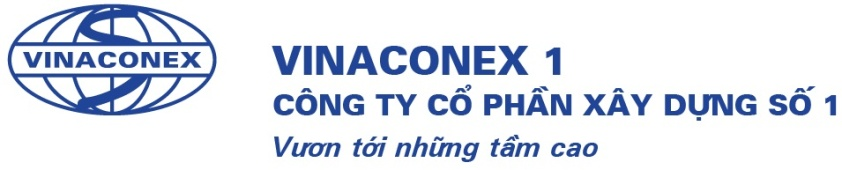 VINACONEX
VINACONEX 1
CÔNG TY CỔ PHẦN XÂY DỰNG SỐ 1
Vươn tới những tầm cao